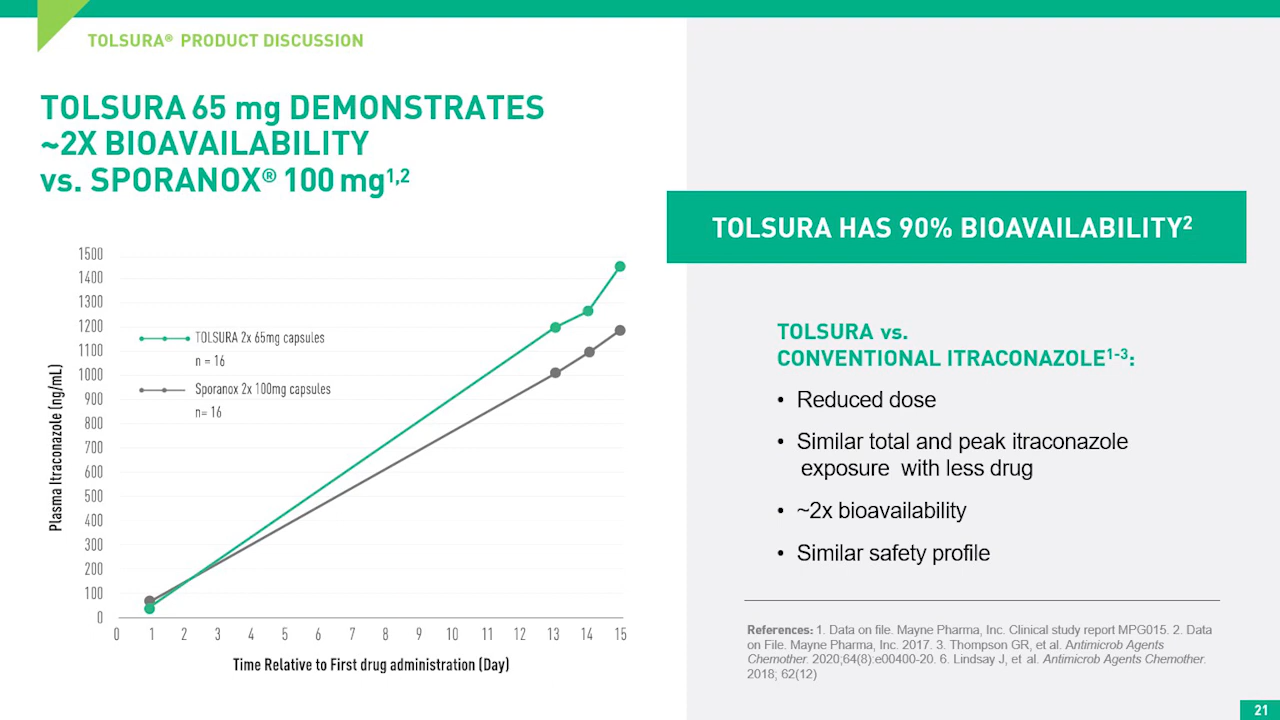 TOLSURA® PRODUCT DISCUSSION
TOLSURA 65 mg DEMONSTRATES
~2X BIOAVAILABILITY
vs. SPORANOX® 100 mg1,2
TOLSURA HAS 90% BIOAVAILABILITY2
1500
1400
1300
1200
1100
1000
900
800
700
600
500
400
300
200
100
0
Plasma Itraconazole (ng/mL)
TOLSURA 2x 65mg capsules
n = 16
Sporanox 2x 100mg capsules
n= 16
0 1 2 3 4 5 6 7 8 9 10 11 12 13 14 15
Time Relative to First drug administration (Day)
TOLSURA vs.
CONVENTIONAL ITRACONAZOLE1-3:
• Reduced dose
• Similar total and peak itraconazole
exposure with less drug
• ~2x bioavailability
• Similar safety profile
References: 1. Data on file. Mayne Pharma, Inc. Clinical study report MPG015. 2. Data
on File. Mayne Pharma, Inc. 2017. 3. Thompson GR, et al. Antimicrob Agents
Chemother. 2020;64(8):e00400-20. 6. Lindsay J, et al. Antimicrob Agents Chemother.
2018; 62(12)
21